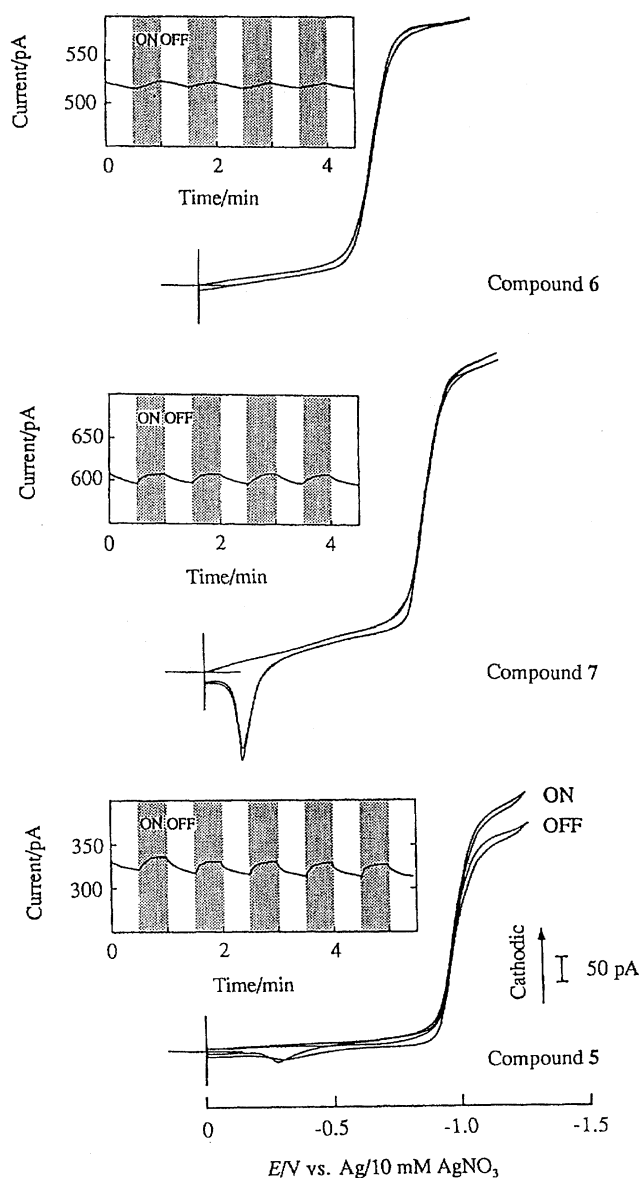 Current/pA
550
500
ON OFF
0
2
4
Time/min
Compound 6
Current/pA
650
600
ON OFF
0
2
4
Time/min
Compound 7
Current/pA
350
300
ON OFF
0
2
4
Time/min
ON
OFF
Cathodic
50 pA
Compound 5
0
-0.5
-1.0
-1.5
E/V vs. Ag/10 mM AgNO₃